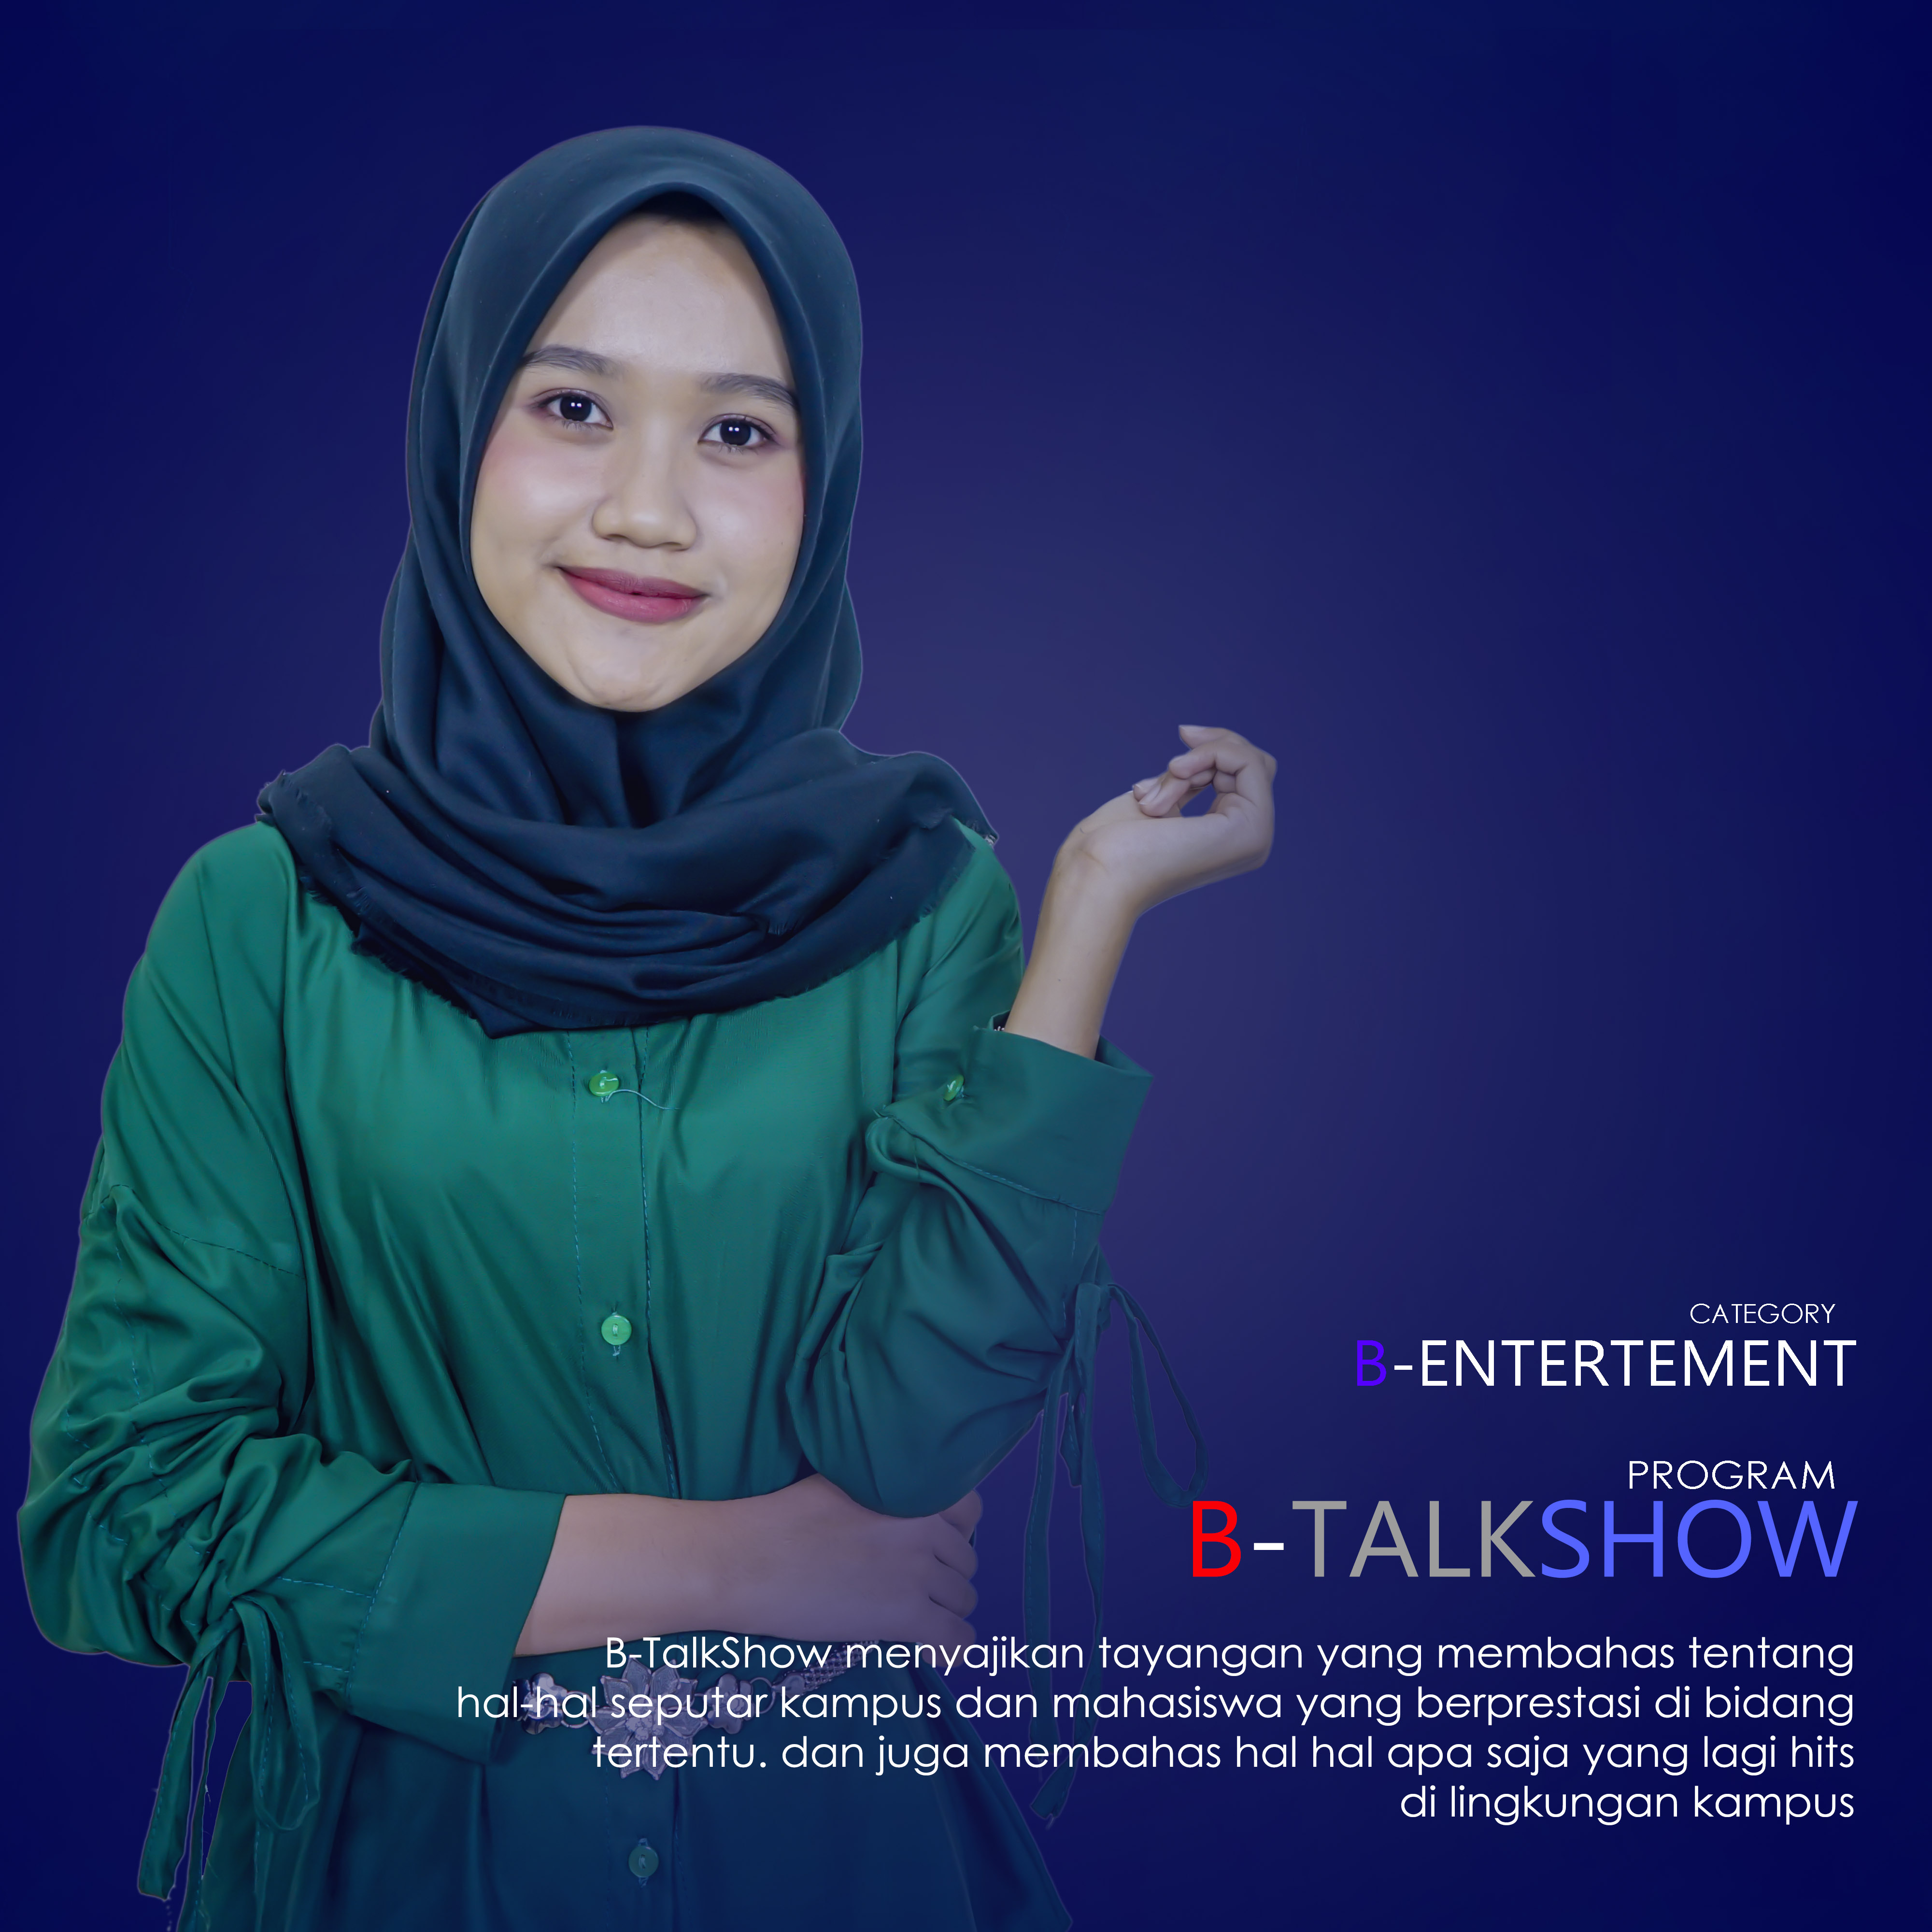 CATEGORY
B-ENTERTEMENT
PROGRAM
B-TALKSHOW
B-TalkShow menyajikan tayangan yang membahas tentang
hal-hal seputar kampus dan mahasiswa yang berprestasi di bidang
tertentu. dan juga membahas hal hal apa saja yang lagi hits
di lingkungan kampus